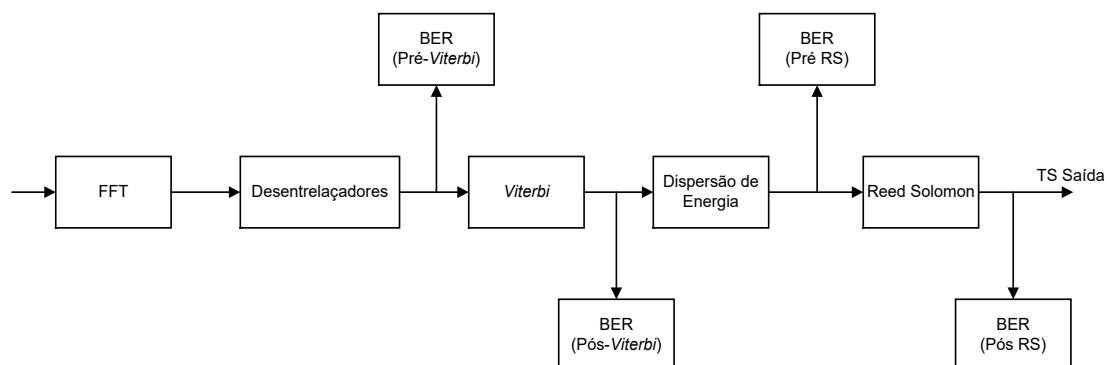 BER
(Pré-Viterbi)
BER
(Pré RS)
FFT
Desentrelaçadores
Viterbi
Dispersão de
Energia
Reed Solomon
TS Saída
BER
(Pós-Viterbi)
BER
(Pós RS)